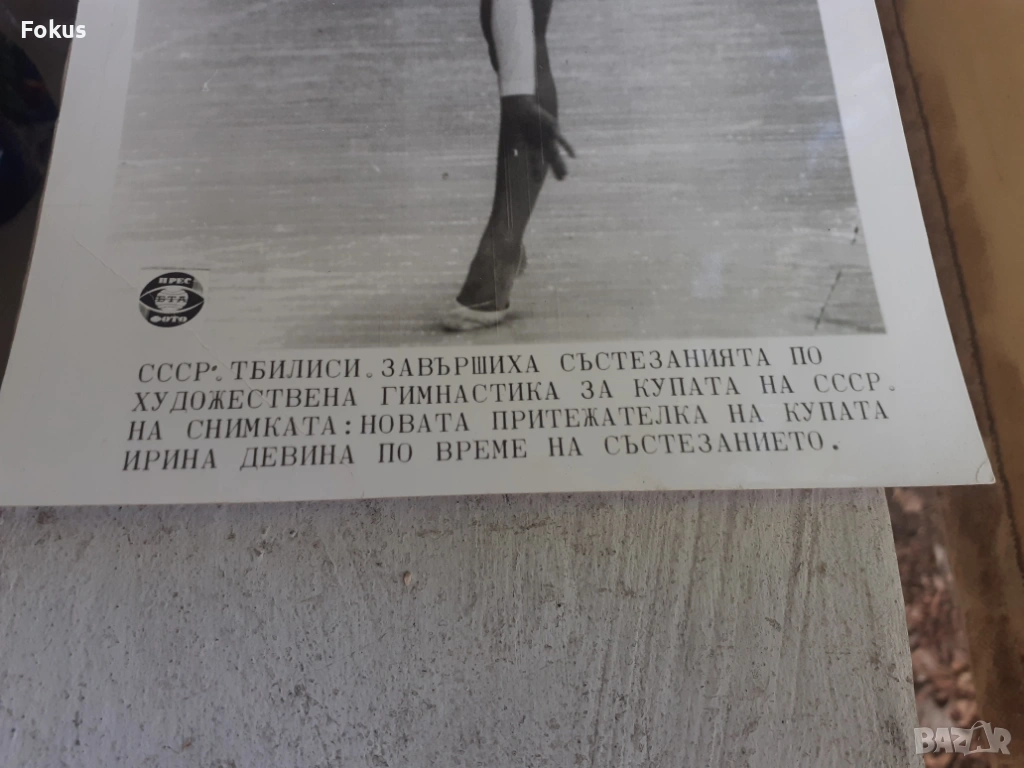 Fokus
ПРЕС
БТА
ФОТО
СССР. ТБИЛИСИ. ЗАВЪРШИХА СЪСТЕЗАНИЯТА ПО
ХУДОЖЕСТВЕНА ГИМНАСТИКА ЗА КУПАТА НА СССР.
НА СНИМКАТА: НОВАТА ПРИТЕЖАТЕЛКА НА КУПАТА
ИРИНА ДЕВИНА ПО ВРЕМЕ НА СЪСТЕЗАНИЕТО.
BAZAR